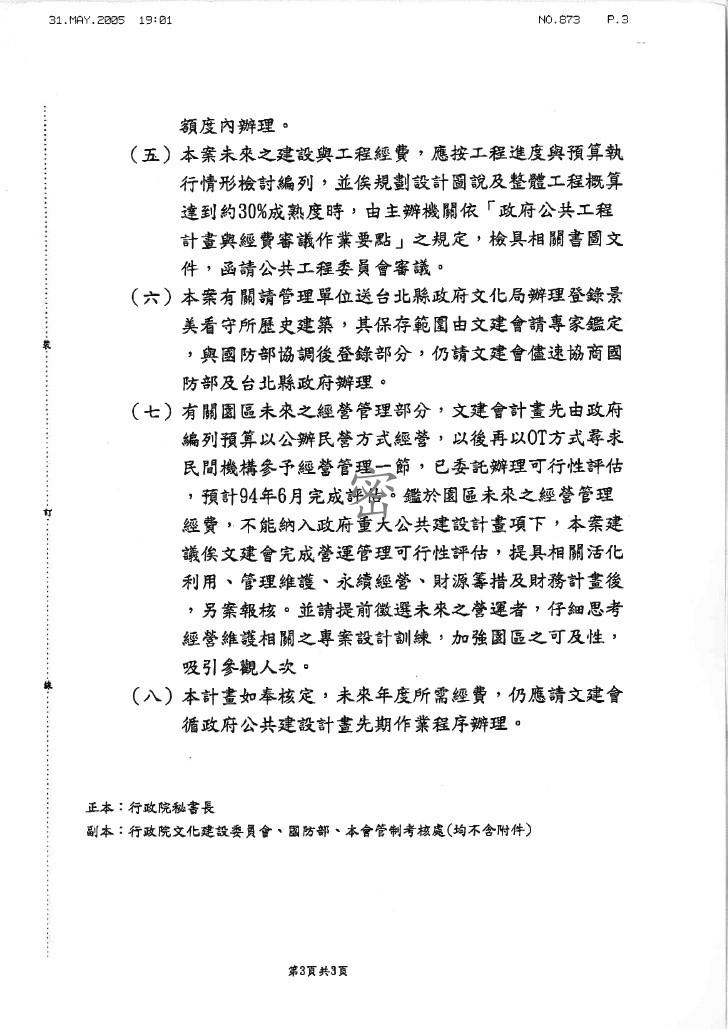 31.MAY.2005 19:01 NO.873 P.3
額度內辦理。
(五)本案未來之建設與工程經費，應按工程進度與預算執
行情形檢討編列，並俟規劃設計圖說及整體工程概算
達到約30%成熟度時，由主辦機關依「政府公共工程
計畫與經費審議作業要點」之規定，檢具相關書圖文
件，函請公共工程委員會審議。
(六)本案有關請管理單位送台北縣政府文化局辦理登錄景
美看守所歷史建築，其保存範圍由文建會請專家鑑定
，與國防部協調後登錄部分，仍請文建會儘速協商國
防部及台北縣政府辦理。
(七)有關園區未來之經營管理部分，文建會計畫先由政府
編列預算以公辦民營方式經營，以後再以OT方式尋求
民間機構參予經營管理一節，已委託辦理可行性評估
，預計94年6月完成評估。鑑於園區未來之經營管理
經費，不能納入政府重大公共建設計畫項下，本案建
議俟文建會完成營運管理可行性評估，提具相關活化
利用、管理維護、永續經營、財源籌措及財務計畫後
，另案報核。並請提前徵選未來之營運者，仔細思考
經營維護相關之專案設計訓練，加強園區之可及性，
吸引參觀人次。
(八)本計畫如奉核定，未來年度所需經費，仍應請文建會
循政府公共建設計畫先期作業程序辦理。
密
裝
訂
線
正本：行政院秘書長
副本：行政院文化建設委員會、國防部、本會管制考核處(均不含附件)
第3頁共3頁